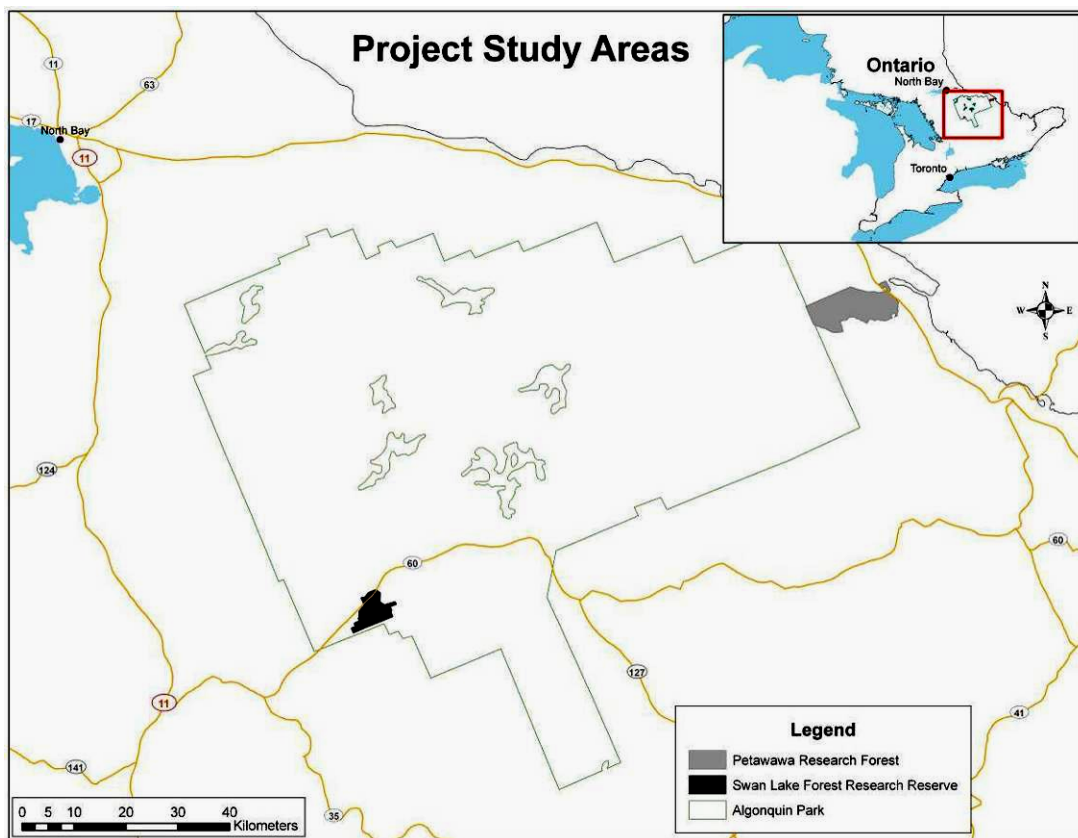 Project Study Areas
Ontario
North Bay
Toronto
11
63
17
North Bay
11
N
W E
S
124
60
60
127
11
41
141
35
Legend
Petawawa Research Forest
Swan Lake Forest Research Reserve
Algonquin Park
0 5 10 20 30 40
Kilometers